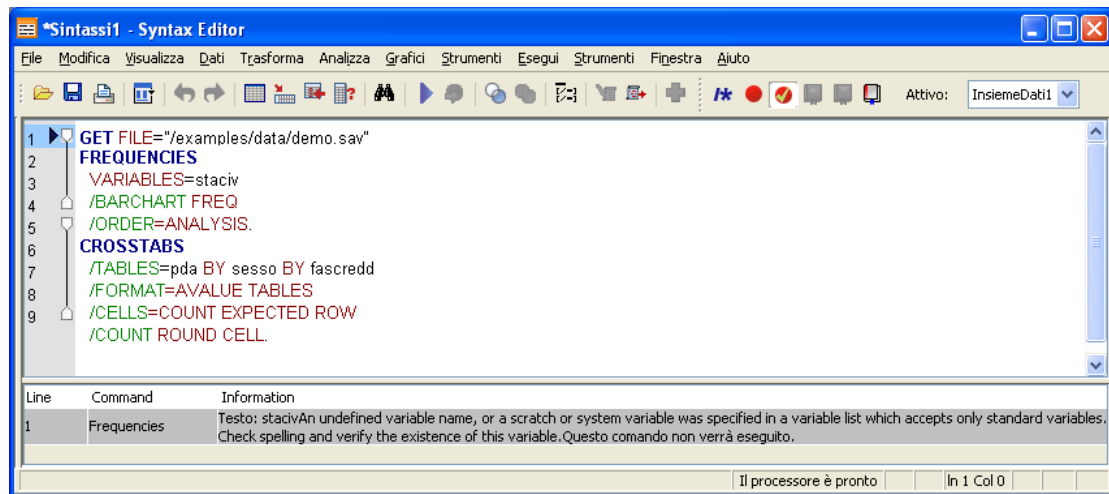 *Sintassi1 - Syntax Editor
File Modifica Visualizza Dati Trasforma Analizza Grafici Strumenti Esegui Strumenti Finestra Aiuto
Attivo: InsiemeDati1
1 GET FILE="/examples/data/demo.sav"
2 FREQUENCIES
3 VARIABLES=staciv
4 /BARCHART FREQ
5 /ORDER=ANALYSIS.
6 CROSSTABS
7 /TABLES=pda BY sesso BY fascredd
8 /FORMAT=AVALUE TABLES
9 /CELLS=COUNT EXPECTED ROW
/COUNT ROUND CELL.
Line Command Information
1 Frequencies Testo: stacivAn undefined variable name, or a scratch or system variable was specified in a variable list which accepts only standard variables.
Check spelling and verify the existence of this variable.Questo comando non verrà eseguito.
Il processore è pronto In 1 Col 0